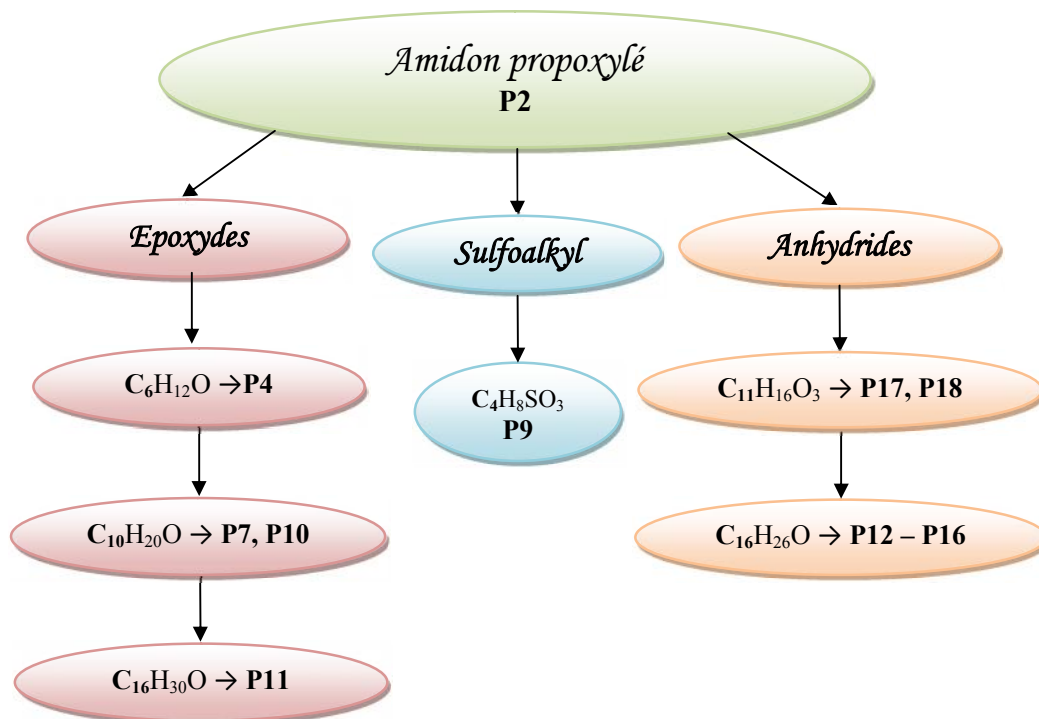 Amidon propoxylé
P2
Epoxydes
Sulfoalkyl
Anhydrides
C₆H₁₂O →P4
C₄H₈SO₃
P9
C₁₁H₁₆O₃ → P17, P18
C₁₀H₂₀O → P7, P10
C₁₆H₂₆O → P12 – P16
C₁₆H₃₀O → P11